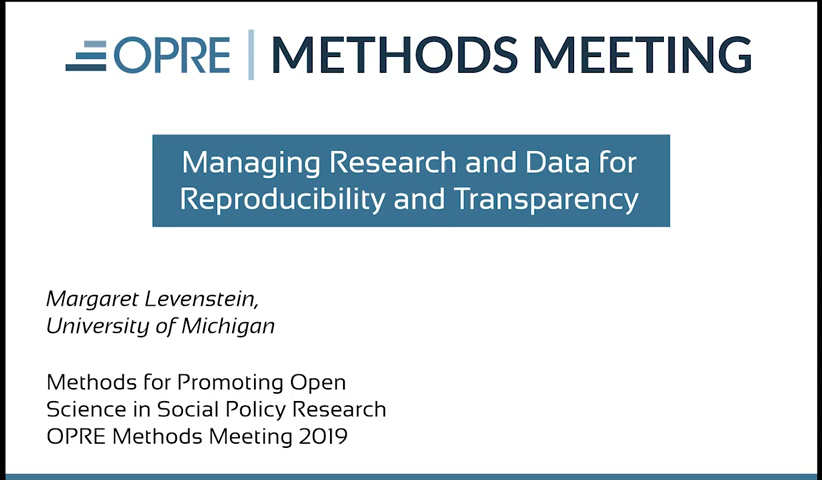 OPRE | METHODS MEETING
Managing Research and Data for
Reproducibility and Transparency
Margaret Levenstein,
University of Michigan
Methods for Promoting Open
Science in Social Policy Research
OPRE Methods Meeting 2019